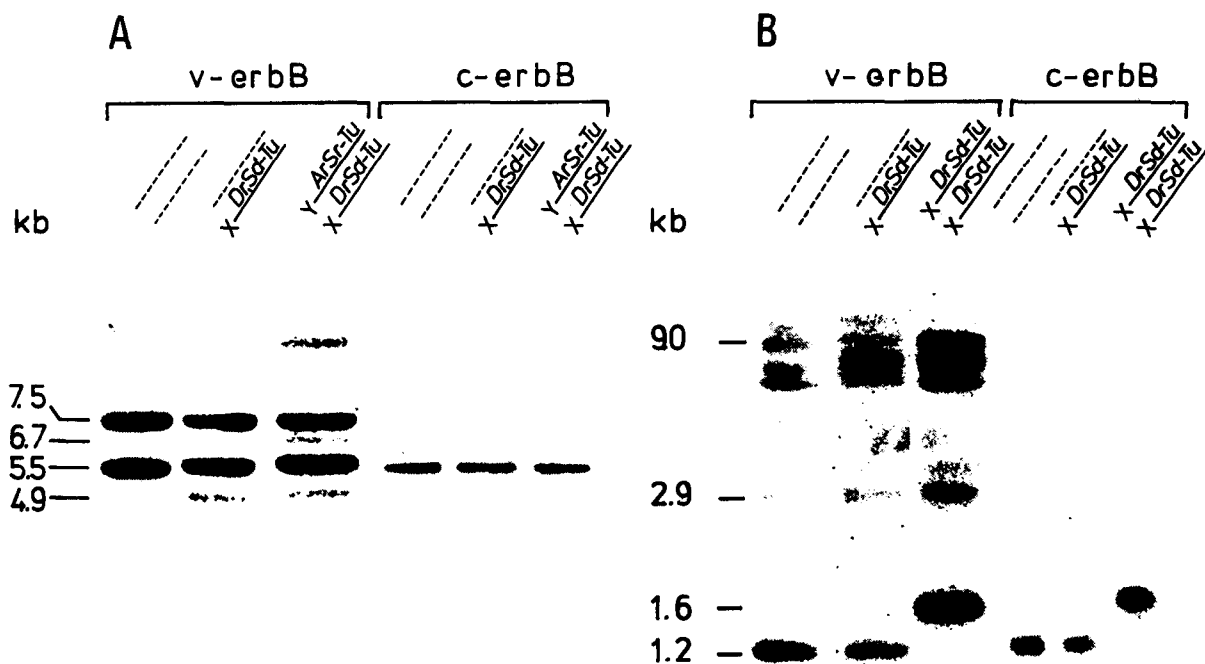 A
B
v-erbB
c-erbB
v-erbB
c-erbB
X DrSd-Tu
Y ArSr-Tu
X DrSd-Tu
X DrSd-Tu
Y ArSr-Tu
X DrSd-Tu
X DrSd-Tu
X DrSd-Tu
X DrSd-Tu
X DrSd-Tu
X DrSd-Tu
X DrSd-Tu
kb
kb
7.5
6.7
5.5
4.9
9.0
2.9
1.6
1.2